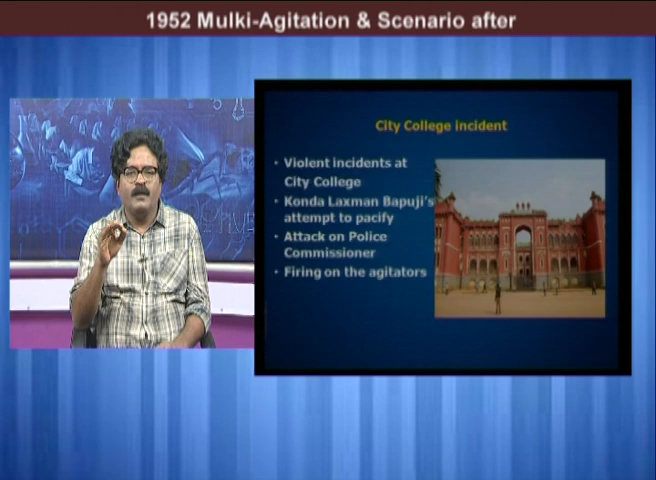 1952 Mulki-Agitation & Scenario after
City College incident
• Violent incidents at
City College
• Konda Laxman Bapuji's
attempt to pacify
• Attack on Police
Commissioner
• Firing on the agitators